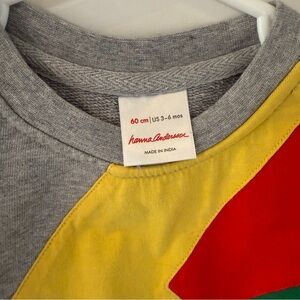 60 cm | US 3-6 mos
hanna andersson
MADE IN INDIA